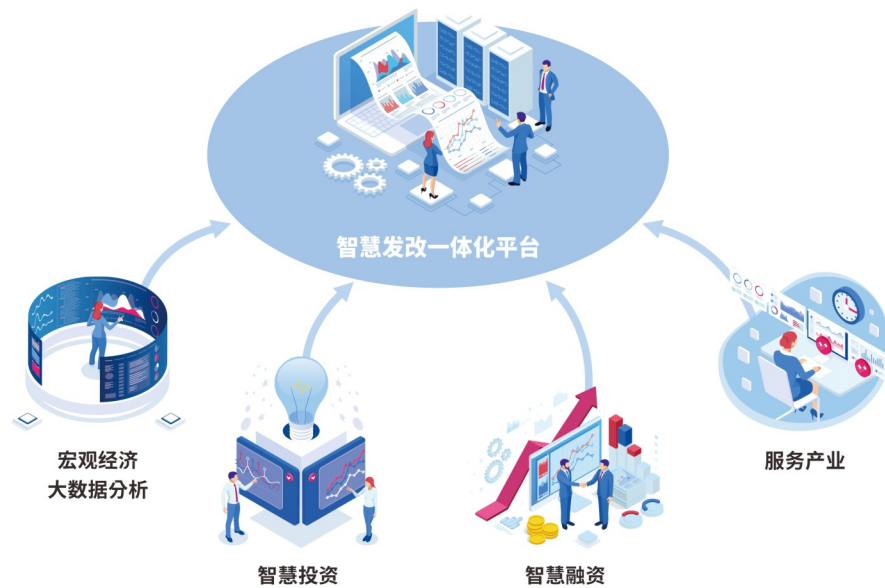 智慧发改一体化平台
宏观经济
大数据分析
智慧投资
智慧融资
服务产业